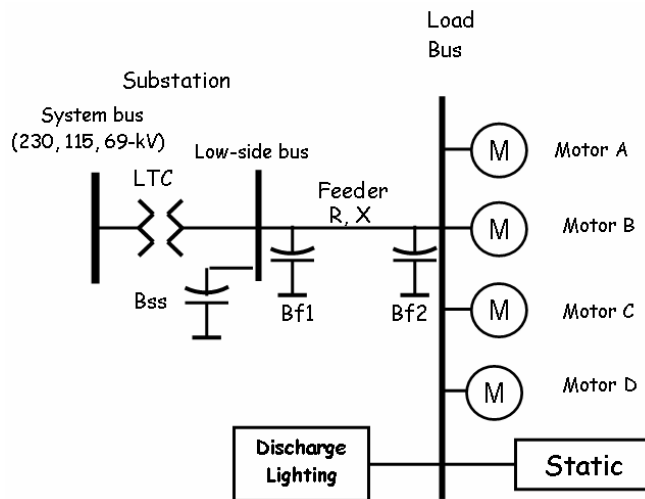 Load
Bus
Substation
System bus
(230, 115, 69-kV)
LTC
Low-side bus
Feeder
R, X
Bss
Bf1
Bf2
M
Motor A
M
Motor B
M
Motor C
M
Motor D
Discharge
Lighting
Static